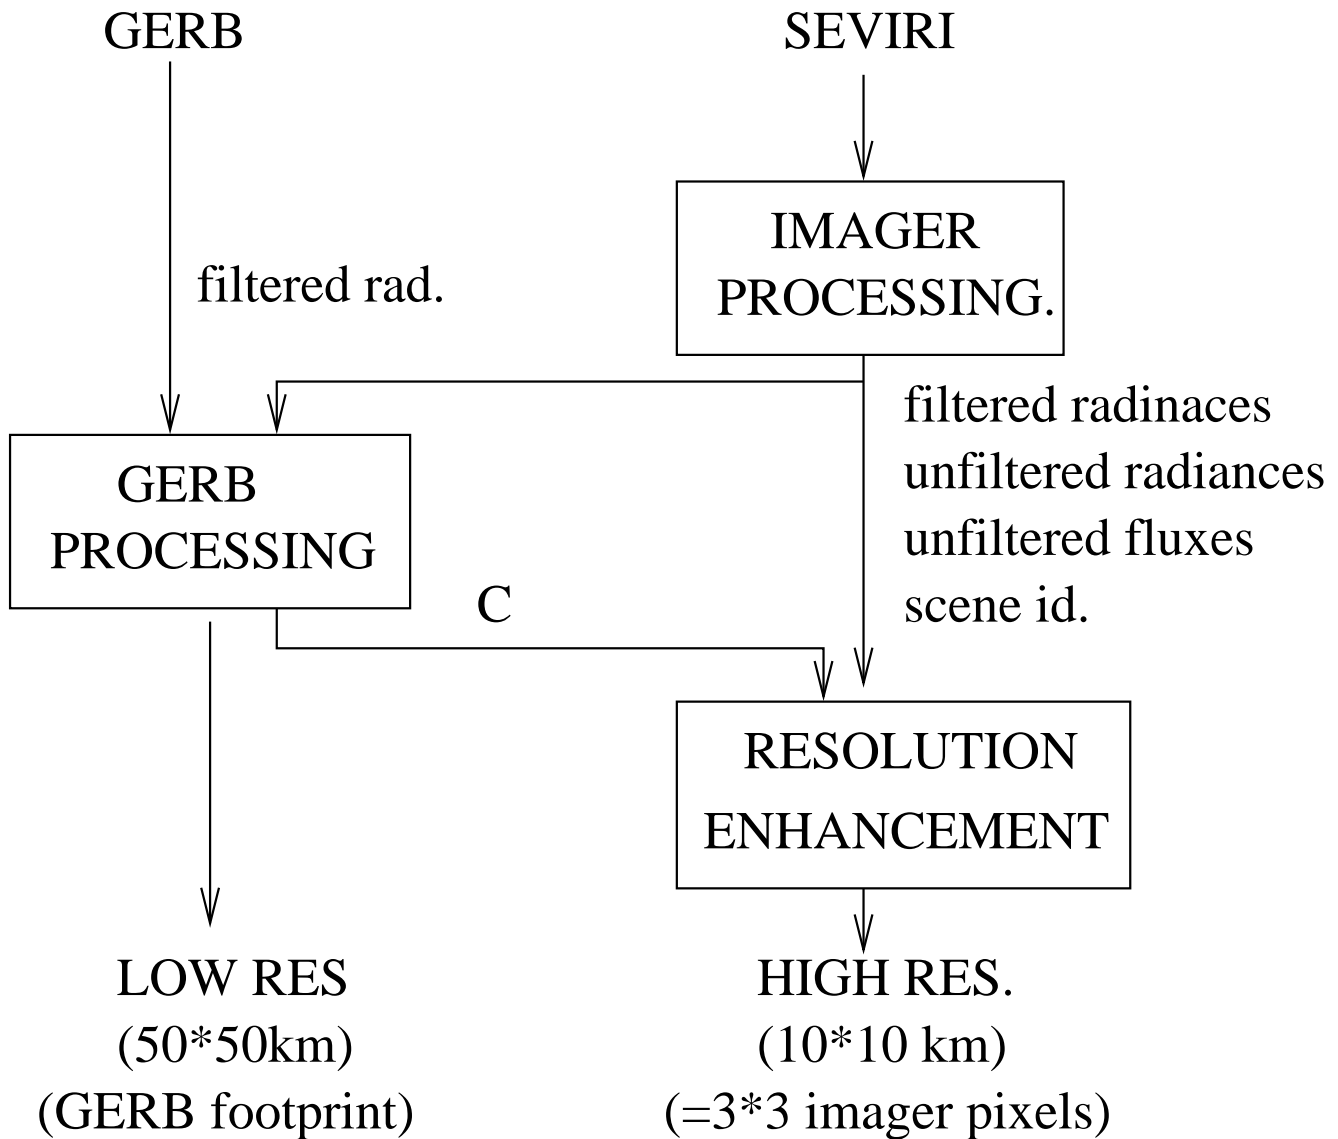 GERB
SEVIRI
IMAGER
PROCESSING.
filtered rad.
filtered radinaces
unfiltered radiances
unfiltered fluxes
scene id.
GERB
PROCESSING
C
RESOLUTION
ENHANCEMENT
LOW RES
(50*50km)
(GERB footprint)
HIGH RES.
(10*10 km)
(=3*3 imager pixels)